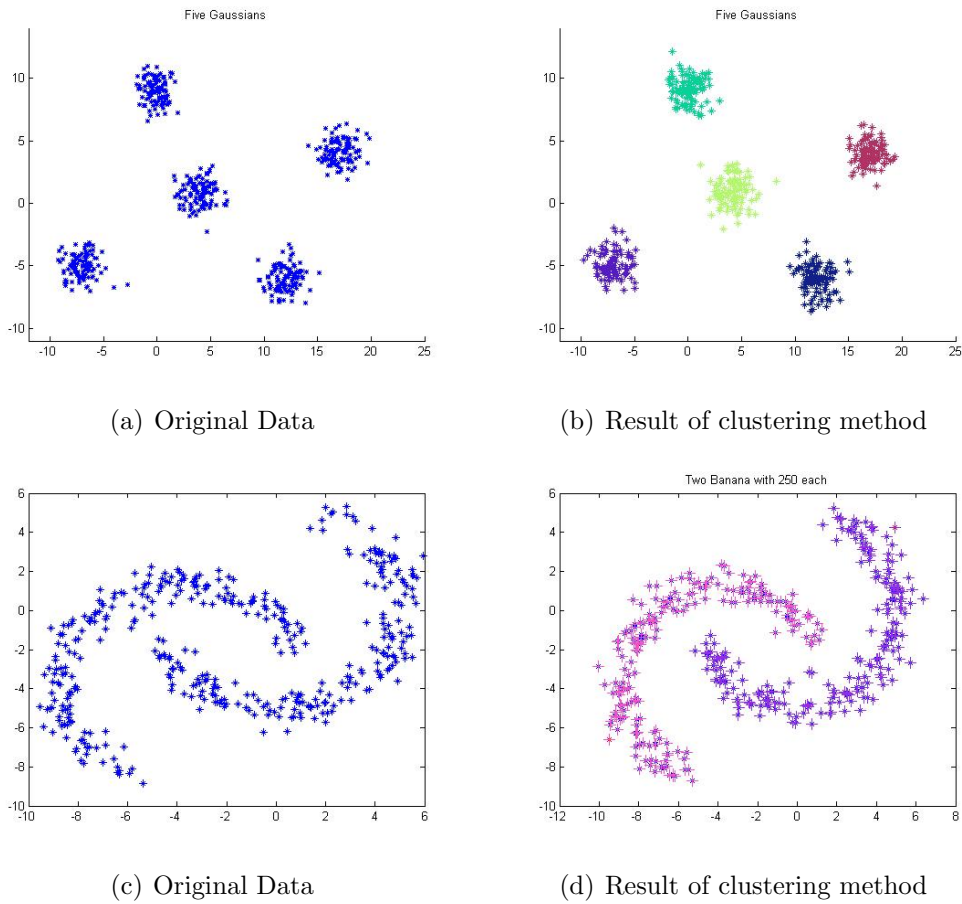 Five Gaussians
10
5
0
-5
-10
-10 -5 0 5 10 15 20 25
(a) Original Data
Five Gaussians
10
5
0
-5
-10
-10 -5 0 5 10 15 20 25
(b) Result of clustering method
6
4
2
0
-2
-4
-6
-8
-10
-10 -8 -6 -4 -2 0 2 4 6
(c) Original Data
Two Banana with 250 each
6
4
2
0
-2
-4
-6
-8
-10
-12 -10 -8 -6 -4 -2 0 2 4 6 8
(d) Result of clustering method